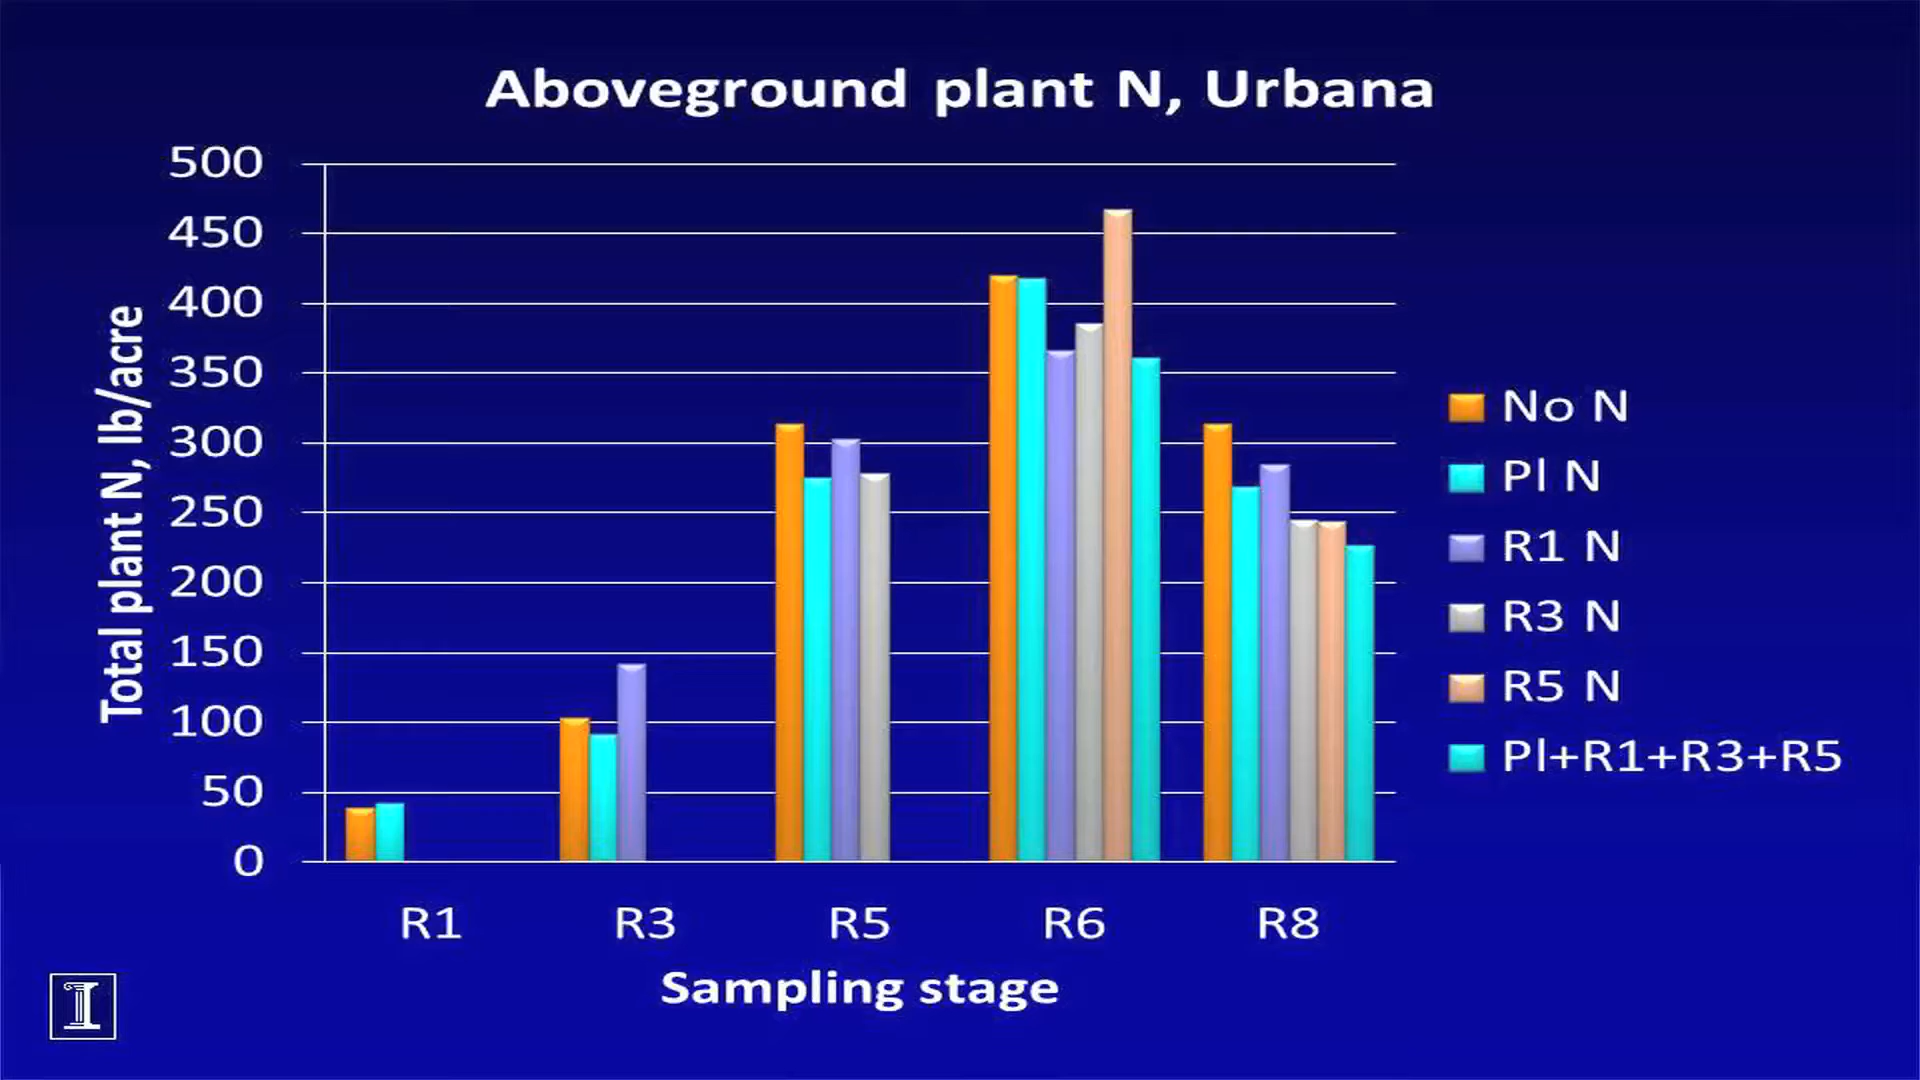 Aboveground plant N, Urbana
Total plant N, lb/acre
500
450
400
350
300
250
200
150
100
50
0
R1 R3 R5 R6 R8
Sampling stage
No N
Pl N
R1 N
R3 N
R5 N
Pl+R1+R3+R5
I